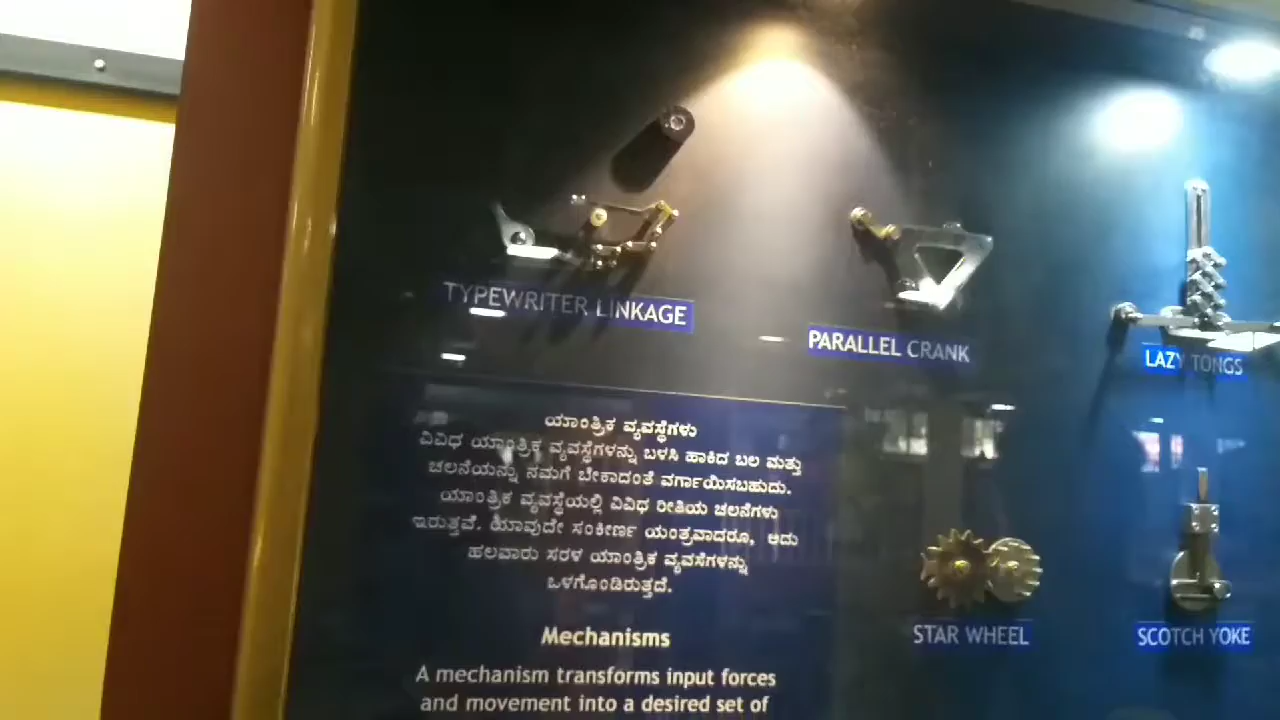 TYPEWRITER LINKAGE
PARALLEL CRANK
LAZY TONGS
ಯಾಂತ್ರಿಕ ವ್ಯವಸ್ಥೆಗಳು
ವಿವಿಧ ಯಾಂತ್ರಿಕ ವ್ಯವಸ್ಥೆಗಳನ್ನು ಬಳಸಿ ಹಾಕಿದ ಬಲ ಮತ್ತು
ಚಲನೆಯನ್ನು ನಮಗೆ ಬೇಕಾದಂತೆ ವರ್ಗಾಯಿಸಬಹುದು.
ಯಾಂತ್ರಿಕ ವ್ಯವಸ್ಥೆಯಲ್ಲಿ ವಿವಿಧ ರೀತಿಯ ಚಲನೆಗಳು
ಇರುತ್ತವೆ. ಯಾವುದೇ ಸಂಕೀರ್ಣ ಯಂತ್ರವಾದರೂ, ಅದು
ಹಲವಾರು ಸರಳ ಯಾಂತ್ರಿಕ ವ್ಯವಸೆಗಳನ್ನು
ಒಳಗೊಂಡಿರುತ್ತದೆ.
STAR WHEEL
SCOTCH YOKE
Mechanisms
A mechanism transforms input forces
and movement into a desired set of